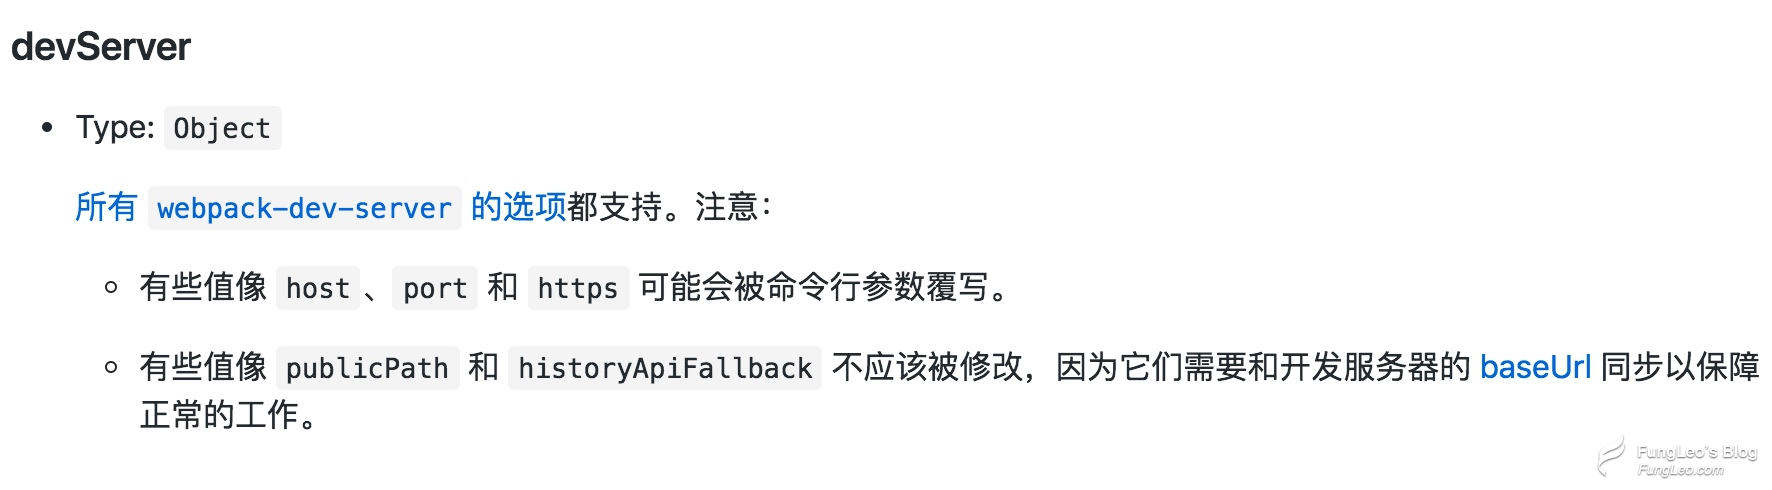 devServer
• Type: Object
所有 webpack-dev-server 的选项都支持。注意：
有些值像 host、port 和 https 可能会被命令行参数覆写。
有些值像 publicPath 和 historyApiFallback 不应该被修改，因为它们需要和开发服务器的 baseUrl 同步以保障
正常的工作。
FungLeo's Blog
FungLeo.com